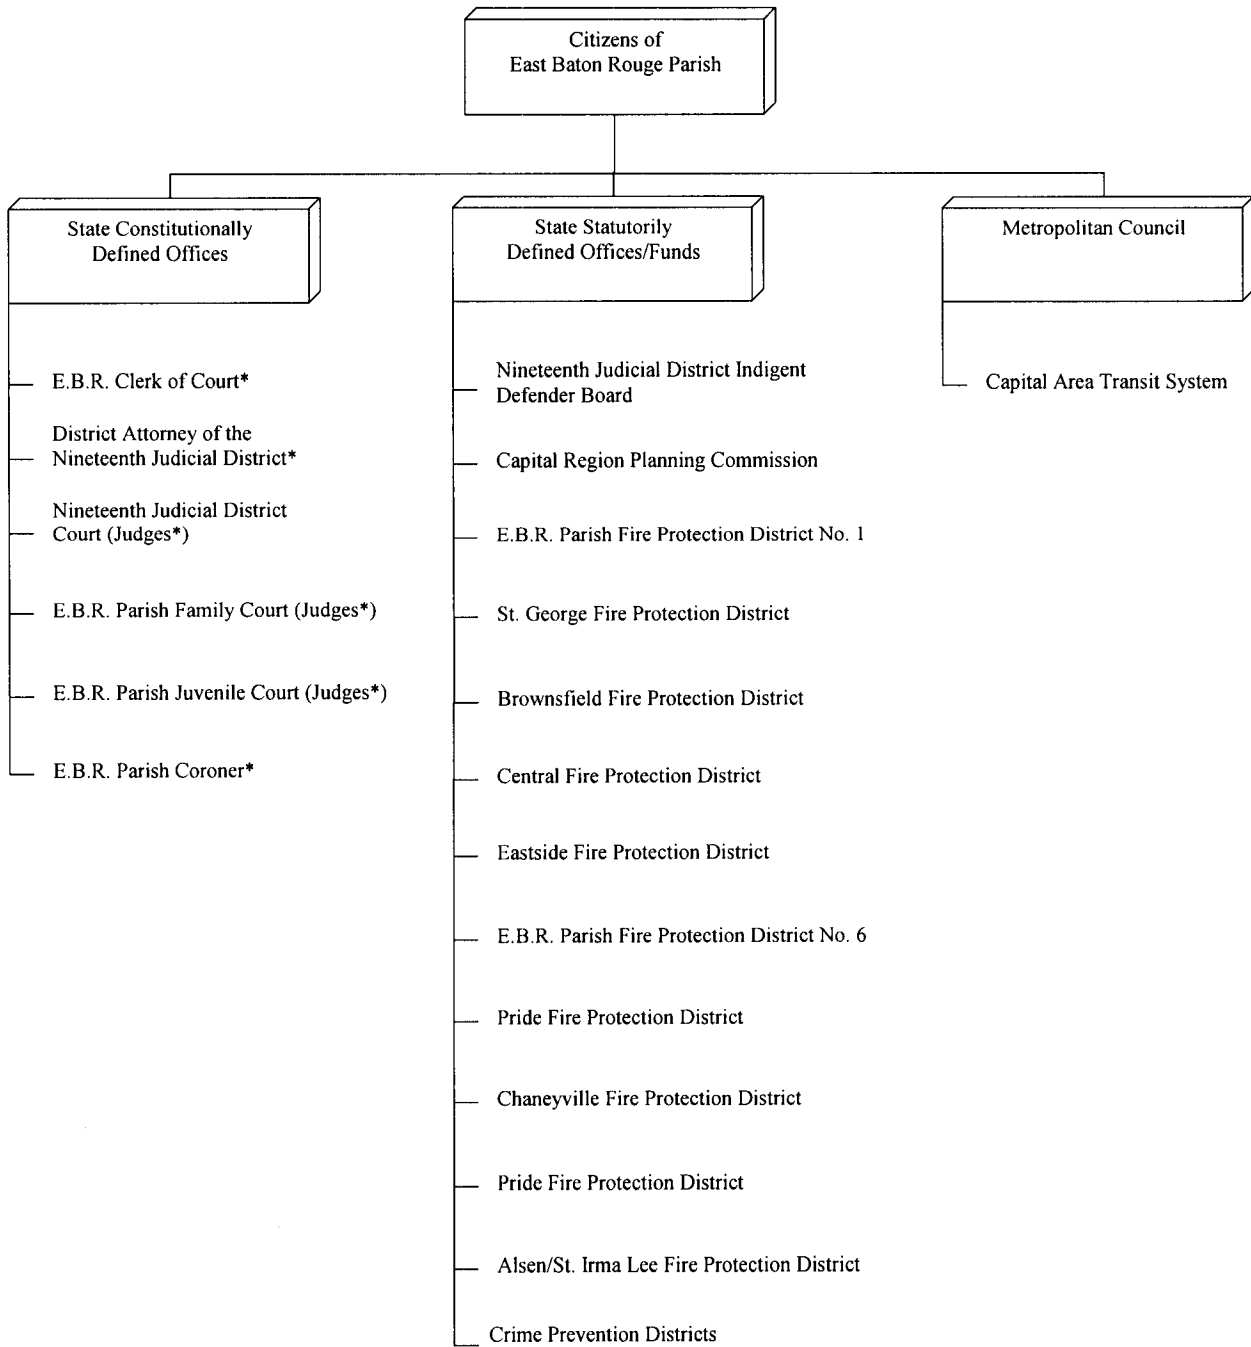 Citizens of
East Baton Rouge Parish
State Constitutionally
Defined Offices
E.B.R. Clerk of Court*
District Attorney of the
Nineteenth Judicial District*
Nineteenth Judicial District
Court (Judges*)
E.B.R. Parish Family Court (Judges*)
E.B.R. Parish Juvenile Court (Judges*)
E.B.R. Parish Coroner*
State Statutorily
Defined Offices/Funds
Nineteenth Judicial District Indigent
Defender Board
Capital Region Planning Commission
E.B.R. Parish Fire Protection District No. 1
St. George Fire Protection District
Brownsfield Fire Protection District
Central Fire Protection District
Eastside Fire Protection District
E.B.R. Parish Fire Protection District No. 6
Pride Fire Protection District
Chaneyville Fire Protection District
Pride Fire Protection District
Alsen/St. Irma Lee Fire Protection District
Crime Prevention Districts
Metropolitan Council
Capital Area Transit System